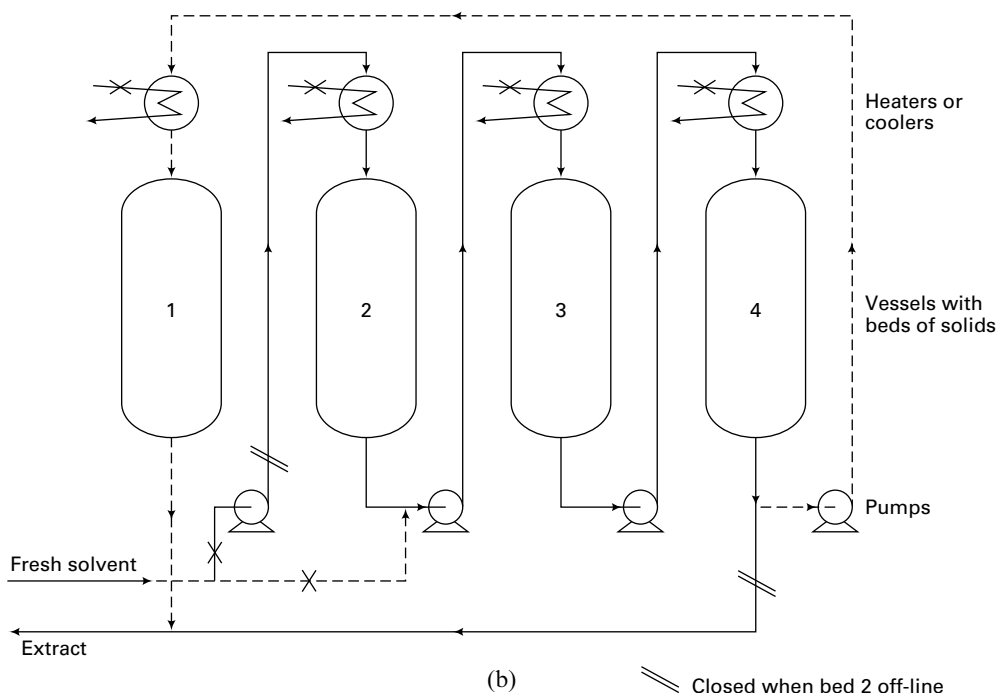 Heaters or
coolers
1
2
3
4
Vessels with
beds of solids
Pumps
Fresh solvent
Extract
(b)
Closed when bed 2 off-line